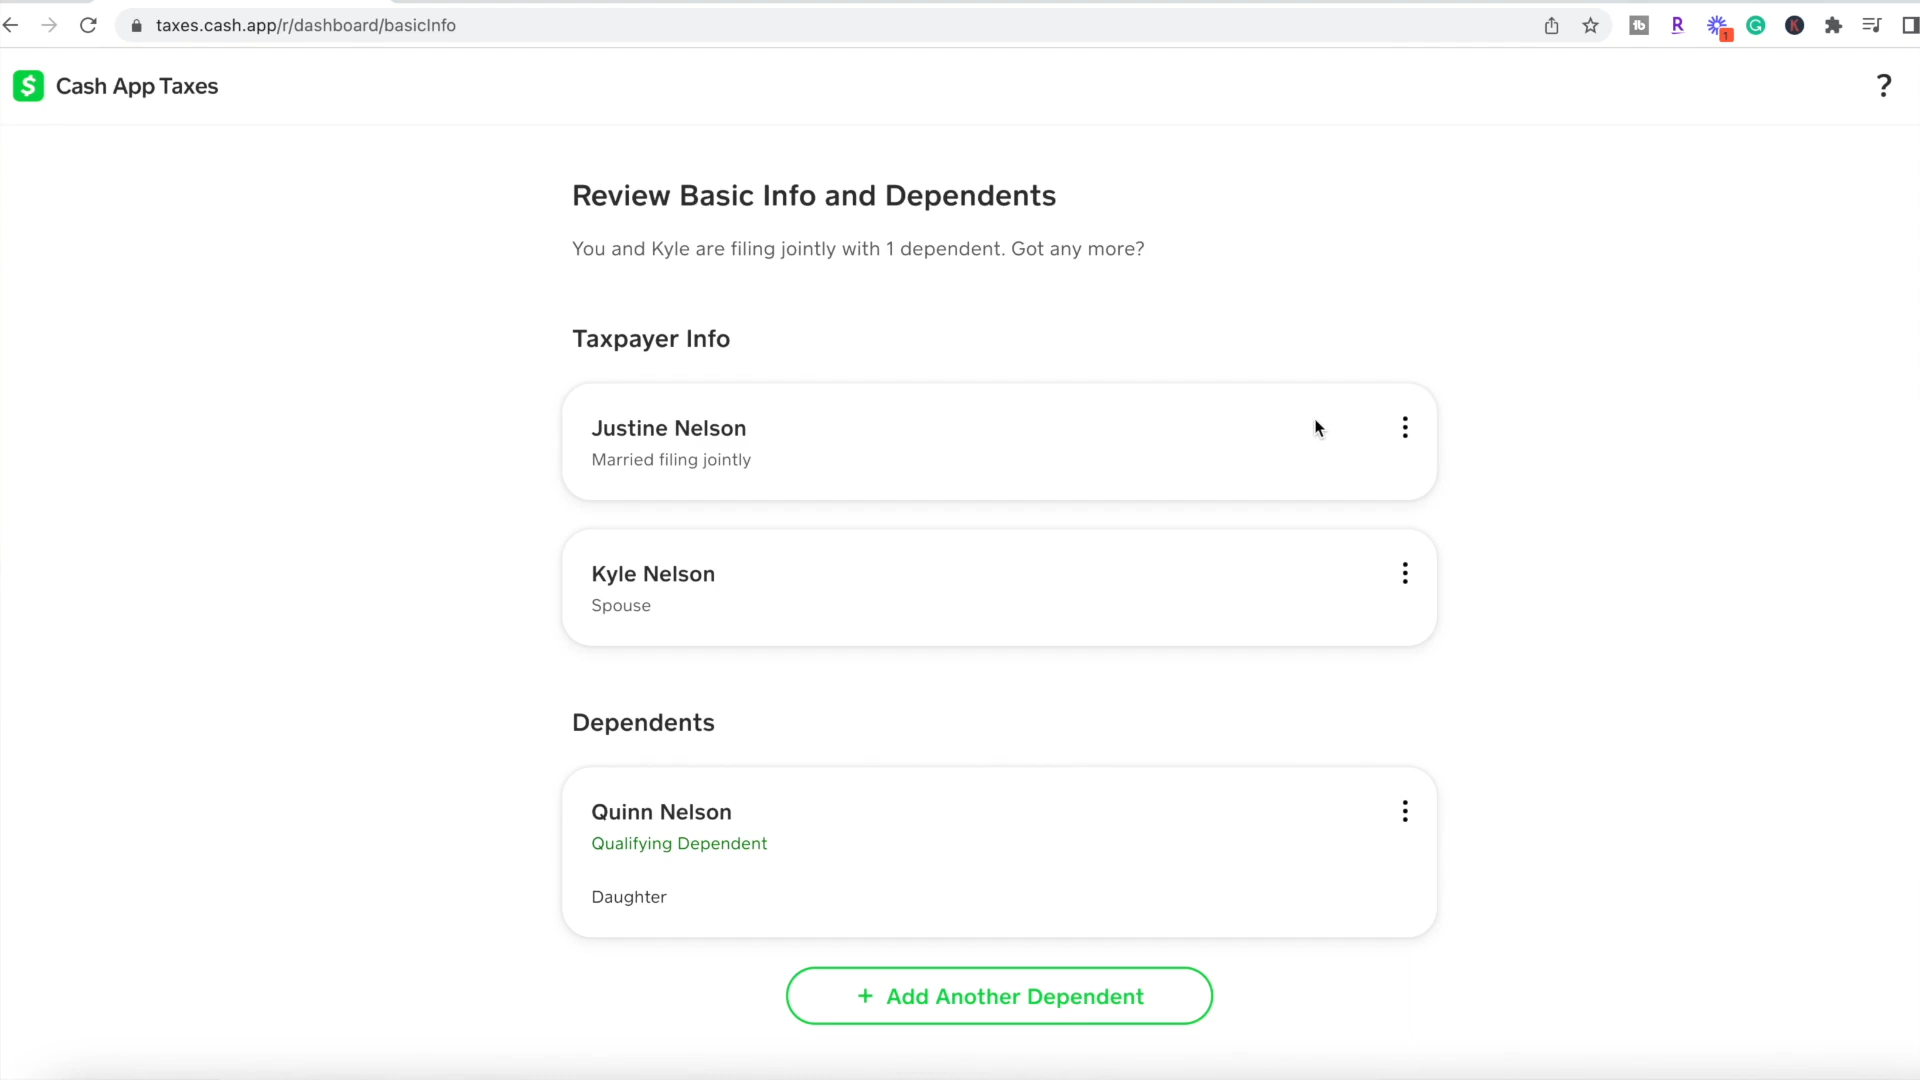 taxes.cash.app/r/dashboard/basicInfo
tb
R
1
G
K
$ Cash App Taxes
?
Review Basic Info and Dependents
You and Kyle are filing jointly with 1 dependent. Got any more?
Taxpayer Info
Justine Nelson
Married filing jointly
Kyle Nelson
Spouse
Dependents
Quinn Nelson
Qualifying Dependent
Daughter
+ Add Another Dependent